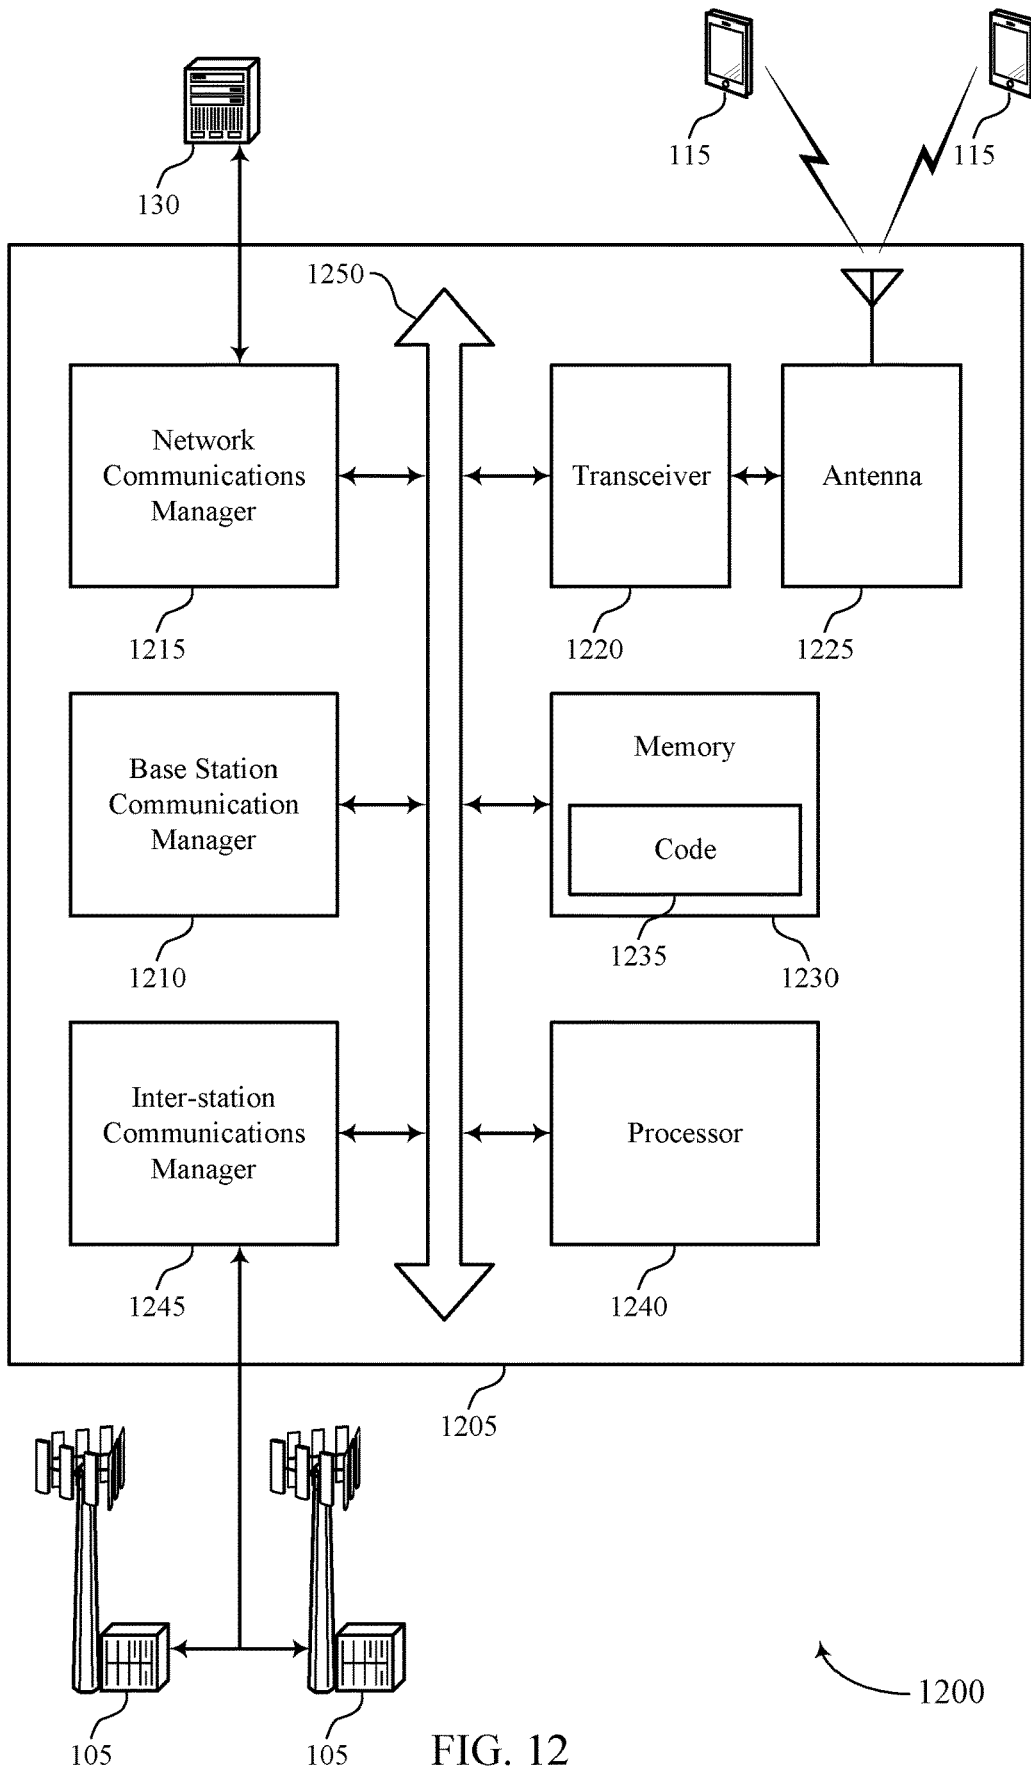 115
115
130
1250
Network
Communications
Manager
Transceiver
Antenna
1215
1220
1225
Base Station
Communication
Manager
Memory
Code
1210
1235
1230
Inter-station
Communications
Manager
Processor
1245
1240
1205
1200
105
105
FIG. 12